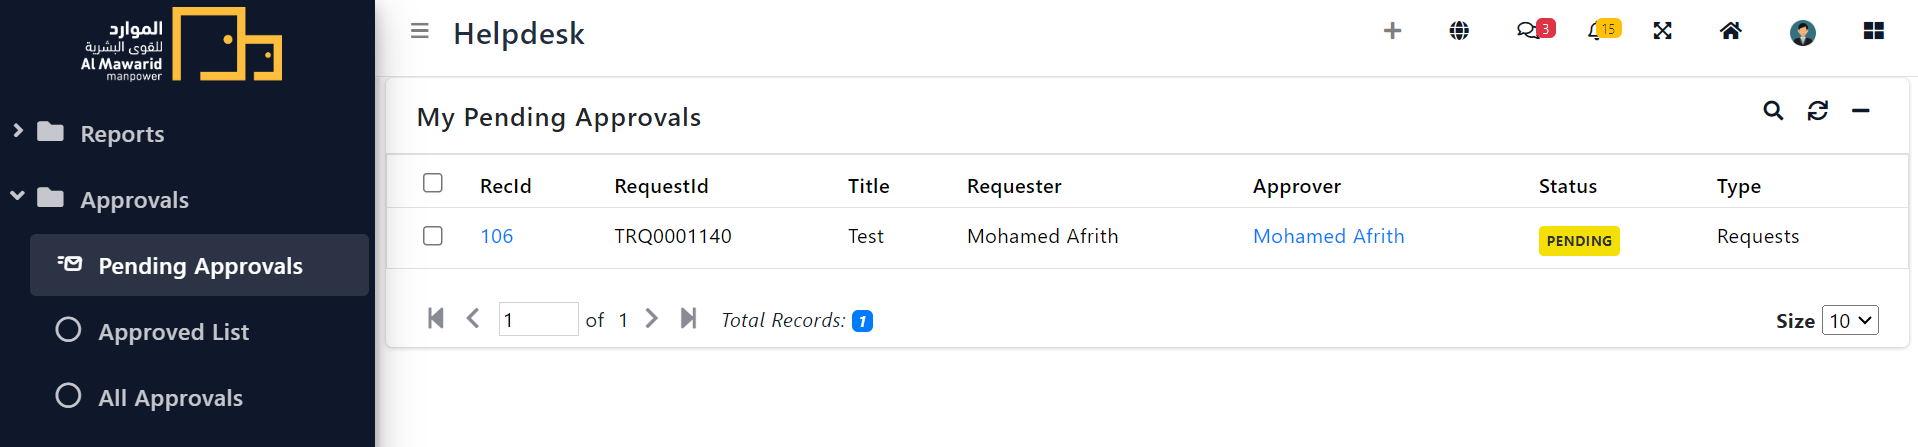 الموارد
للقوى البشرية
Al Mawarid
manpower
Reports
Approvals
Pending Approvals
Approved List
All Approvals
Helpdesk
3
15
My Pending Approvals
RecId RequestId Title Requester Approver Status Type
106 TRQ0001140 Test Mohamed Afrith Mohamed Afrith PENDING Requests
1 of 1 Total Records: 1 Size 10